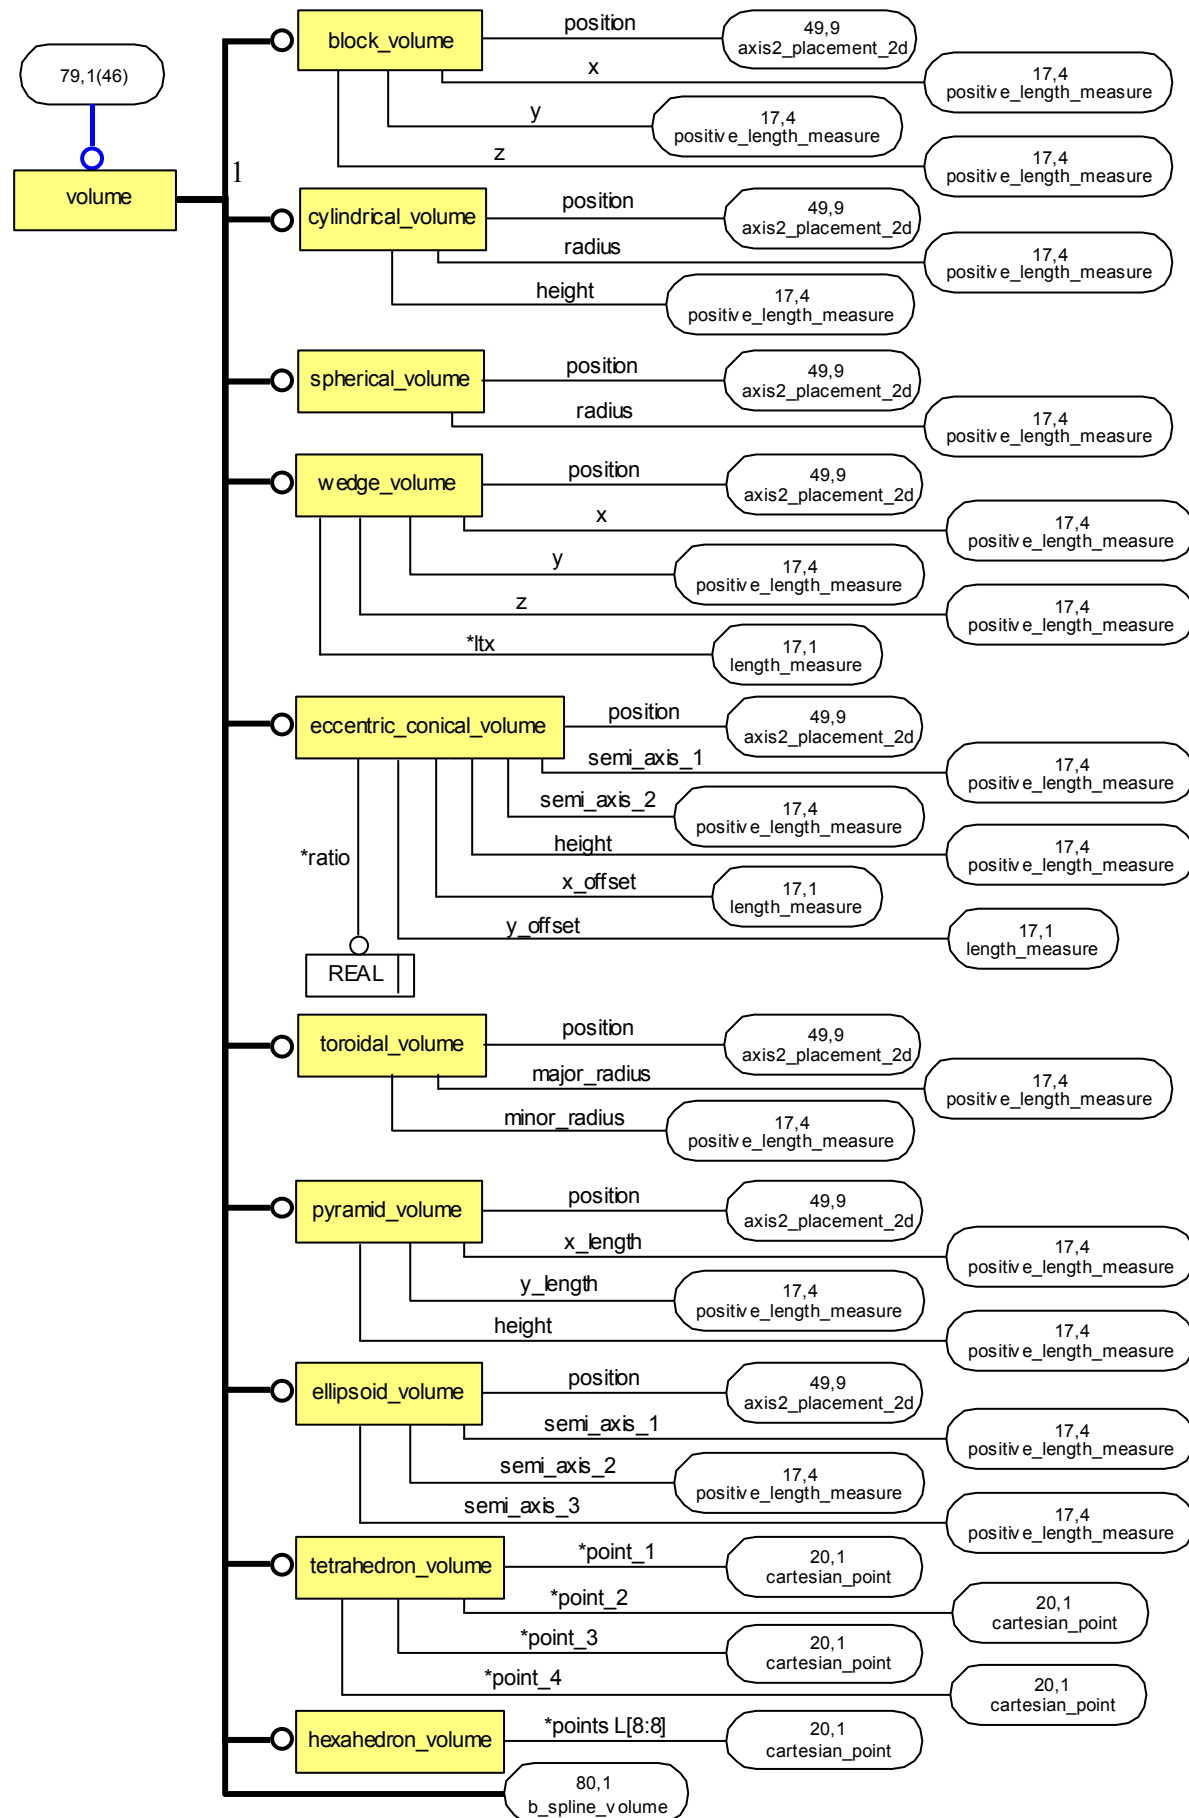 block_volume
position
49,9
axis2_placement_2d
79,1(46)
x
17,4
positive_length_measure
y
17,4
positive_length_measure
z
17,4
positive_length_measure
1
volume
cylindrical_volume
position
49,9
axis2_placement_2d
radius
17,4
positive_length_measure
height
17,4
positive_length_measure
spherical_volume
position
49,9
axis2_placement_2d
radius
17,4
positive_length_measure
wedge_volume
position
49,9
axis2_placement_2d
x
17,4
positive_length_measure
y
17,4
positive_length_measure
z
17,4
positive_length_measure
*ltx
17,1
length_measure
eccentric_conical_volume
position
49,9
axis2_placement_2d
semi_axis_1
17,4
positive_length_measure
semi_axis_2
17,4
positive_length_measure
height
17,4
positive_length_measure
*ratio
x_offset
17,1
length_measure
y_offset
17,1
length_measure
REAL
toroidal_volume
position
49,9
axis2_placement_2d
major_radius
17,4
positive_length_measure
minor_radius
17,4
positive_length_measure
pyramid_volume
position
49,9
axis2_placement_2d
x_length
17,4
positive_length_measure
y_length
17,4
positive_length_measure
height
17,4
positive_length_measure
ellipsoid_volume
position
49,9
axis2_placement_2d
semi_axis_1
17,4
positive_length_measure
semi_axis_2
17,4
positive_length_measure
semi_axis_3
17,4
positive_length_measure
tetrahedron_volume
*point_1
20,1
cartesian_point
*point_2
20,1
cartesian_point
*point_3
20,1
cartesian_point
*point_4
20,1
cartesian_point
hexahedron_volume
*points L[8:8]
20,1
cartesian_point
80,1
b_spline_volume